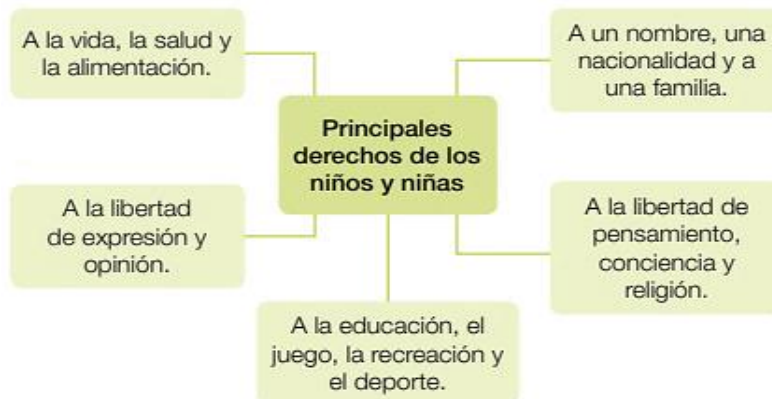 A la vida, la salud y
la alimentación.
A un nombre, una
nacionalidad y a
una familia.
Principales
derechos de los
niños y niñas
A la libertad
de expresión y
opinión.
A la libertad de
pensamiento,
conciencia y
religión.
A la educación, el
juego, la recreación y
el deporte.